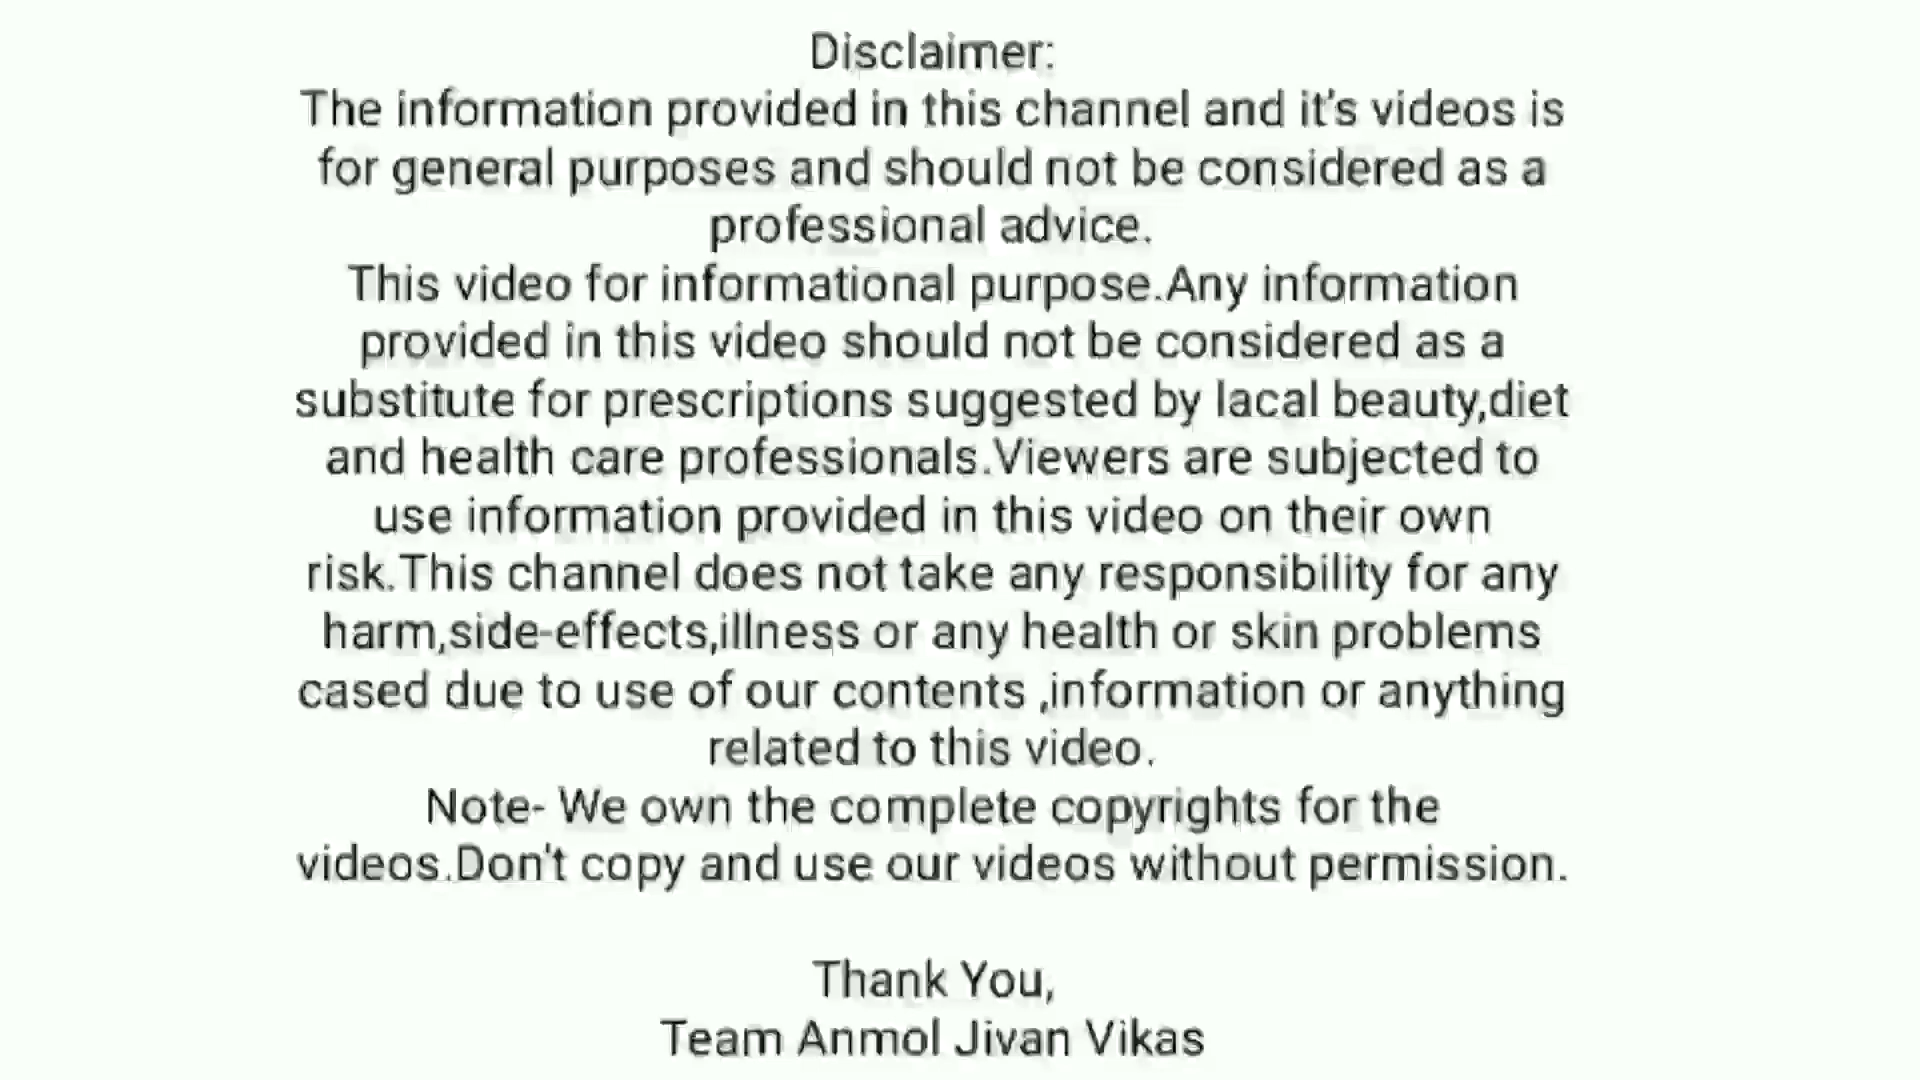 Disclaimer:
The information provided in this channel and it's videos is
for general purposes and should not be considered as a
professional advice.
This video for informational purpose.Any information
provided in this video should not be considered as a
substitute for prescriptions suggested by lacal beauty,diet
and health care professionals.Viewers are subjected to
use information provided in this video on their own
risk.This channel does not take any responsibility for any
harm,side-effects,illness or any health or skin problems
cased due to use of our contents ,information or anything
related to this video.
Note- We own the complete copyrights for the
videos.Don't copy and use our videos without permission.
Thank You,
Team Anmol Jivan Vikas